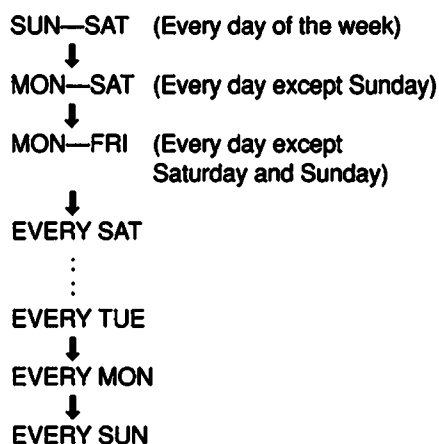 SUN—SAT (Every day of the week)
MON—SAT (Every day except Sunday)
MON—FRI (Every day except
Saturday and Sunday)
EVERY SAT
EVERY TUE
EVERY MON
EVERY SUN